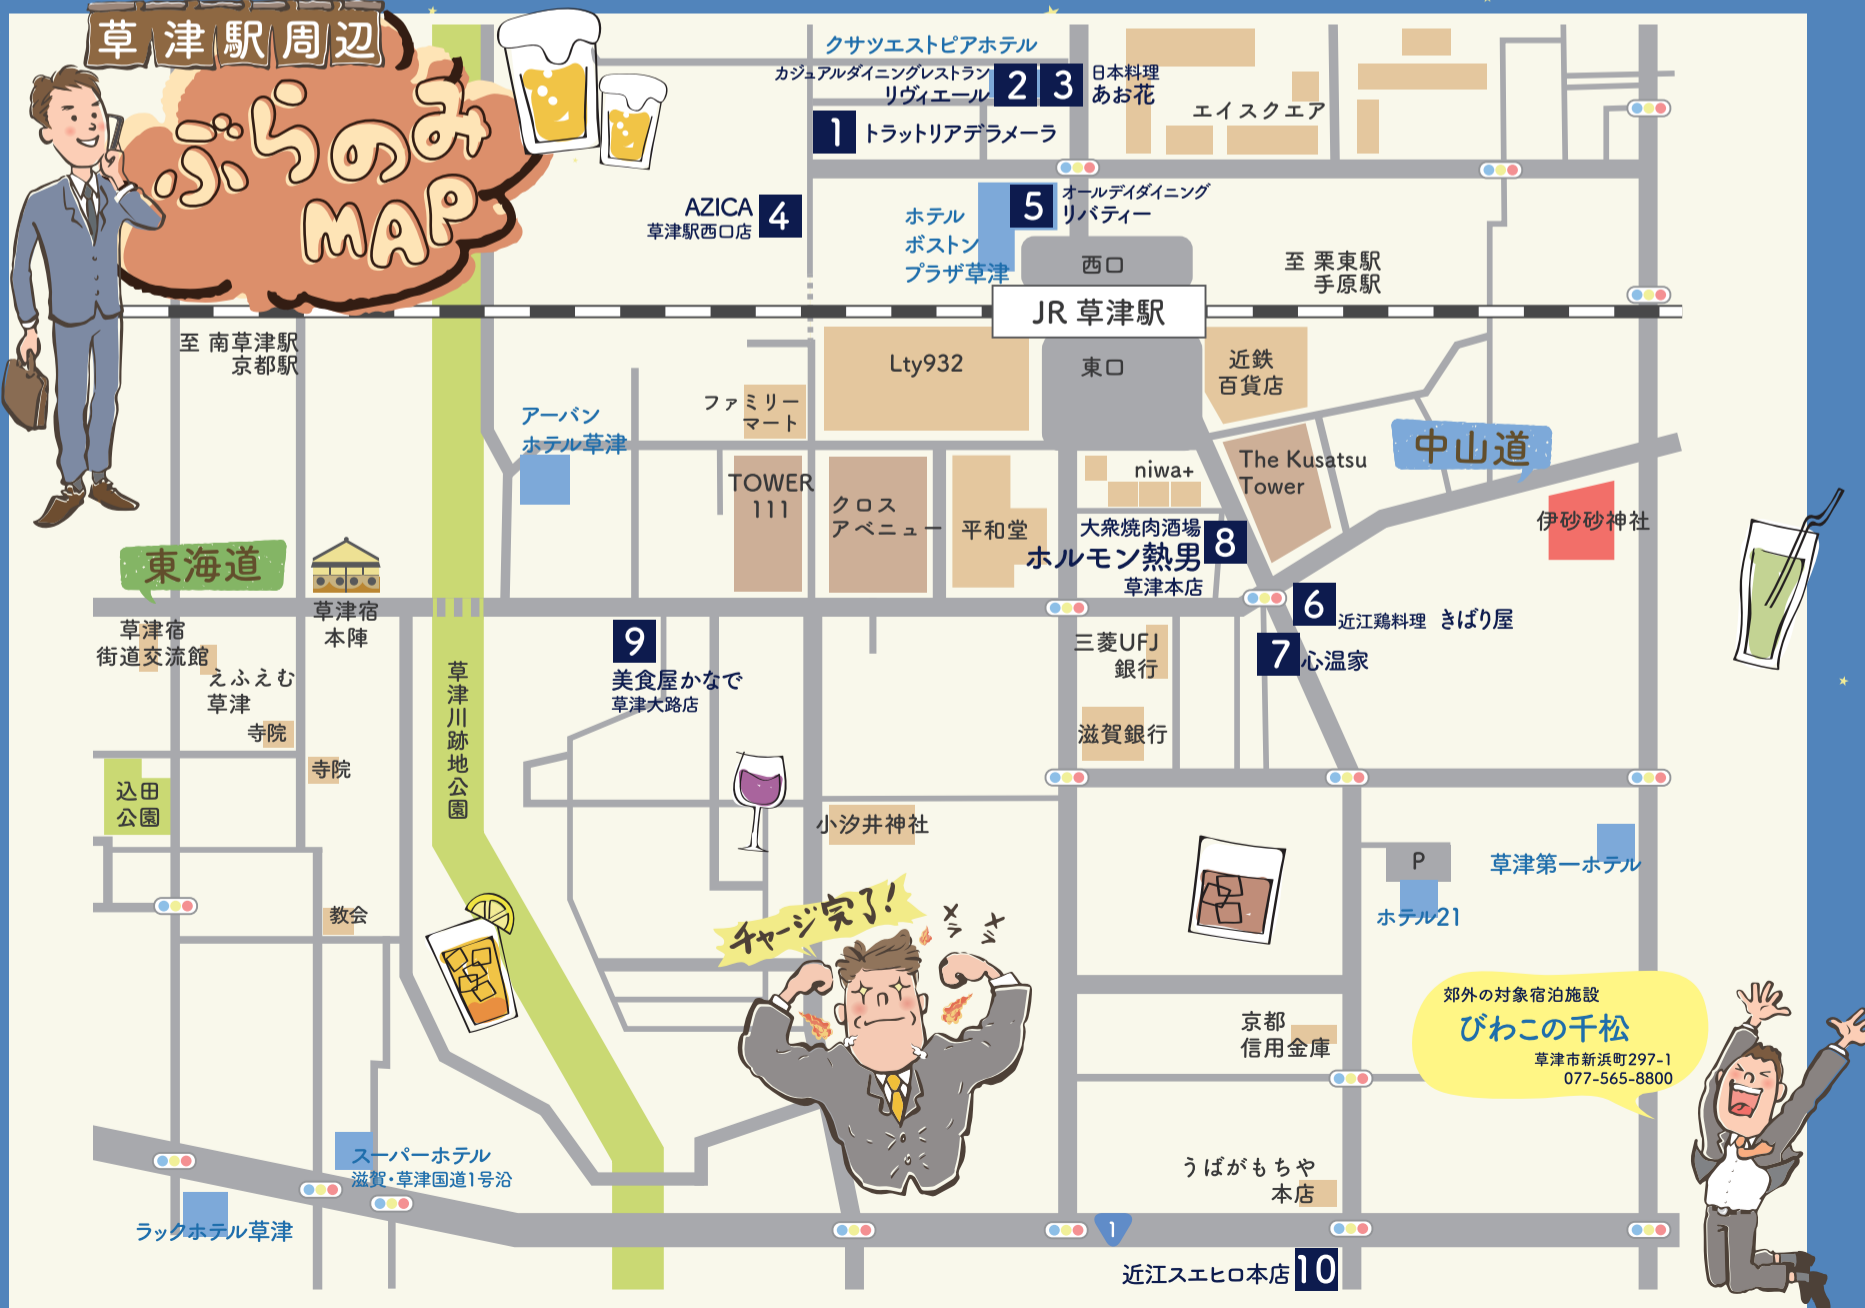 草津駅周辺
ぶらのみ
MAP
クサツエストピアホテル
カジュアルダイニングレストラン
リヴィエール
2
3
日本料理
あお花
1
トラットリアデラメーラ
エイスクエア
AZICA
草津駅西口店
4
ホテル
ボストン
プラザ草津
5
オールデイダイニング
リバティー
西口
至 栗東駅
手原駅
JR 草津駅
至 南草津駅
京都駅
Lty932
東口
近鉄
百貨店
ファミリー
マート
アーバン
ホテル草津
中山道
TOWER
111
クロス
アベニュー
平和堂
niwa+
The Kusatsu
Tower
伊砂砂神社
大衆焼肉酒場
ホルモン熱男
草津本店
8
東海道
草津宿
本陣
草津宿
街道交流館
えふえむ
草津
寺院
寺院
込田
公園
教会
草津川跡地公園
9
美食屋かなで
草津大路店
三菱UFJ
銀行
滋賀銀行
6
近江鶏料理 きばり屋
7
心温家
小汐井神社
P
ホテル21
草津第一ホテル
チャージ完了!
京都
信用金庫
郊外の対象宿泊施設
びわこの千松
草津市新浜町297-1
077-565-8800
スーパーホテル
滋賀・草津国道1号沿
ラックホテル草津
うばがもちや
本店
1
近江スエヒロ本店
10